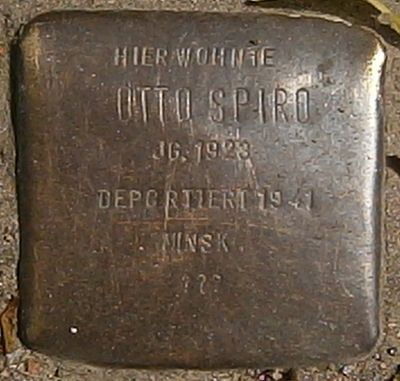 HIER WOHNTE
OTTO SPIRO
JG. 1923
DEPORTIERT 1941
MINSK
???